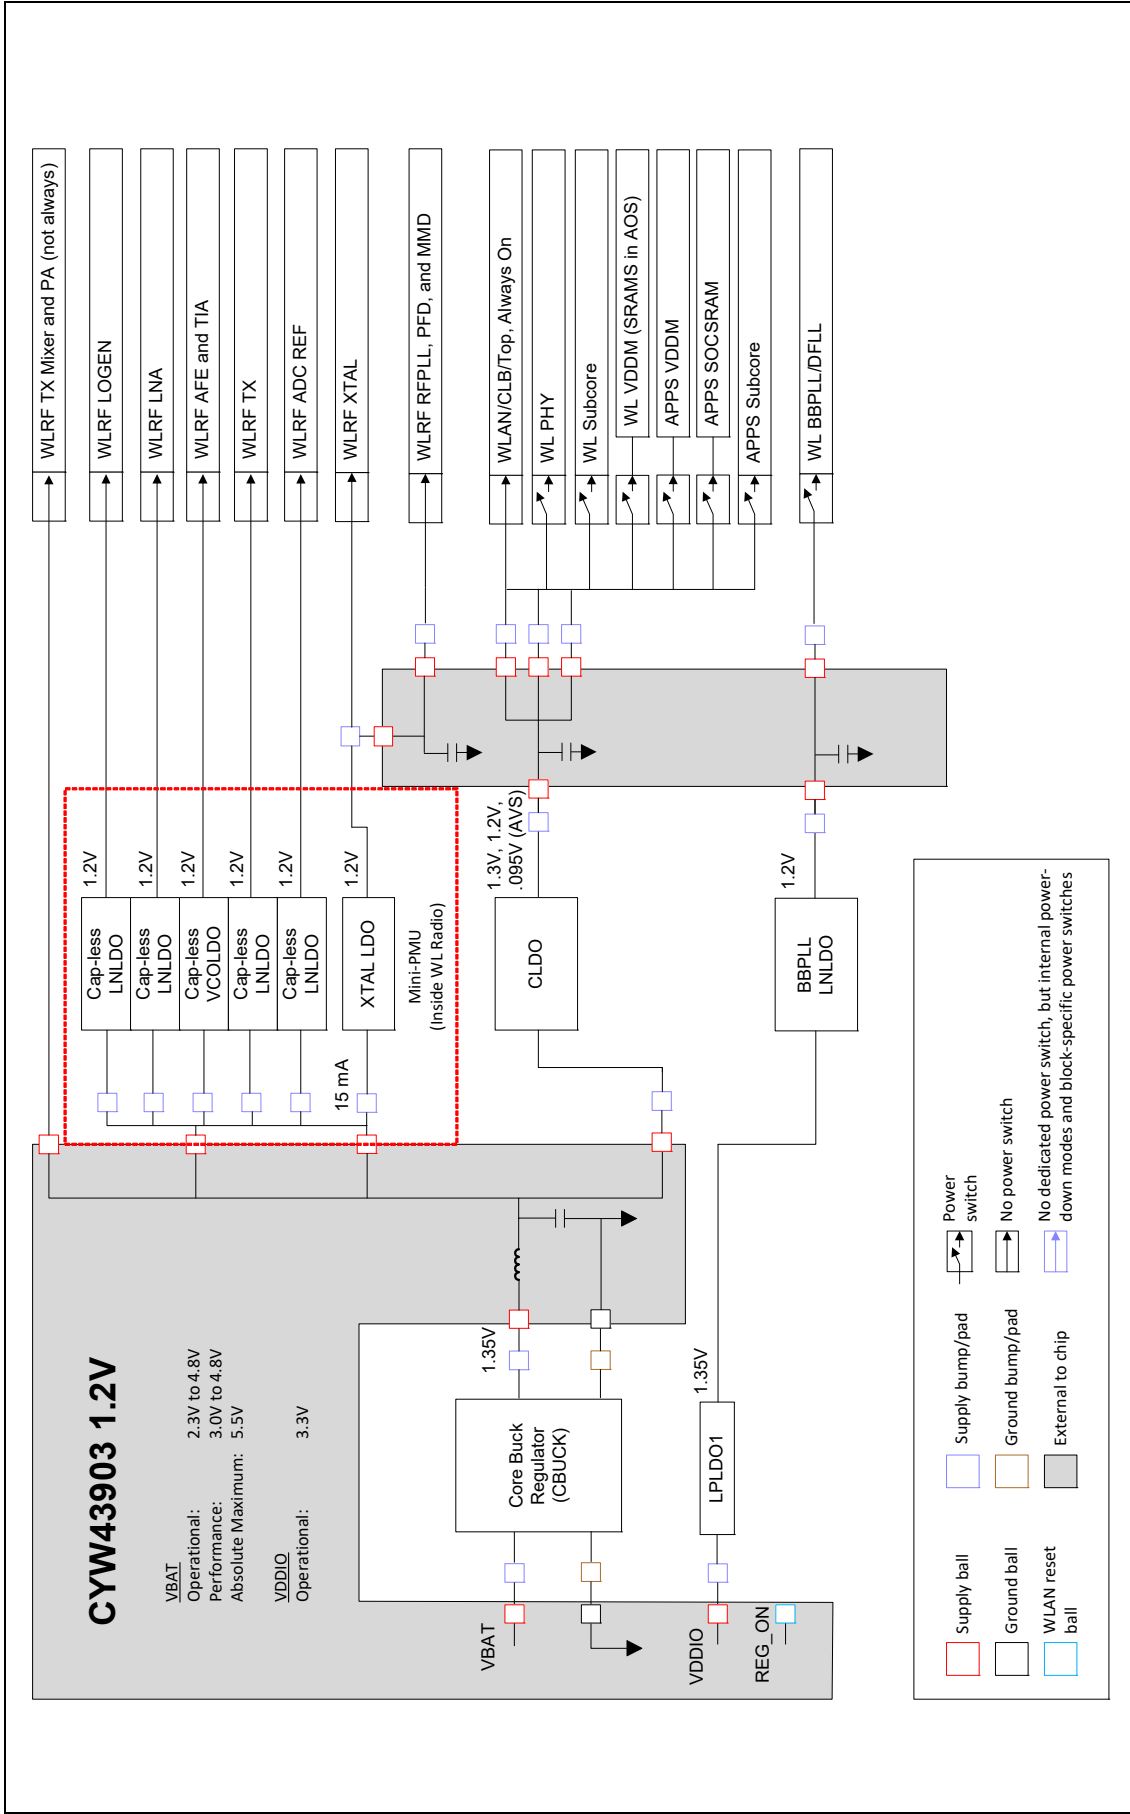 CYW43903 1.2V
VBAT
Operational: 2.3V to 4.8V
Performance: 3.0V to 4.8V
Absolute Maximum: 5.5V
VDDIO
Operational: 3.3V
WLRF TX Mixer and PA (not always)
Cap-less
LNLDO
1.2V
WLRF LOGEN
Cap-less
LNLDO
1.2V
WLRF LNA
Cap-less
VCOLDO
1.2V
WLRF AFE and TIA
Cap-less
LNLDO
1.2V
WLRF TX
Cap-less
LNLDO
1.2V
WLRF ADC REF
15 mA
XTAL LDO
1.2V
WLRF XTAL
Mini-PMU
(Inside WL Radio)
WLRF RFPLL, PFD, and MMD
VBAT
Core Buck
Regulator
(CBUCK)
1.35V
CLDO
1.3V, 1.2V,
.095V (AVS)
WLAN/CLB/Top, Always On
WL PHY
WL Subcore
WL VDDM (SRAMS in AOS)
APPS VDDM
APPS SOCSRAM
APPS Subcore
VDDIO
LPLDO1
1.35V
BBPLL
LNLDO
1.2V
WL BBPLL/DFLL
REG_ON
Supply ball
Supply bump/pad
Power
switch
Ground ball
Ground bump/pad
No power switch
WLAN reset
ball
External to chip
No dedicated power switch, but internal power-
down modes and block-specific power switches